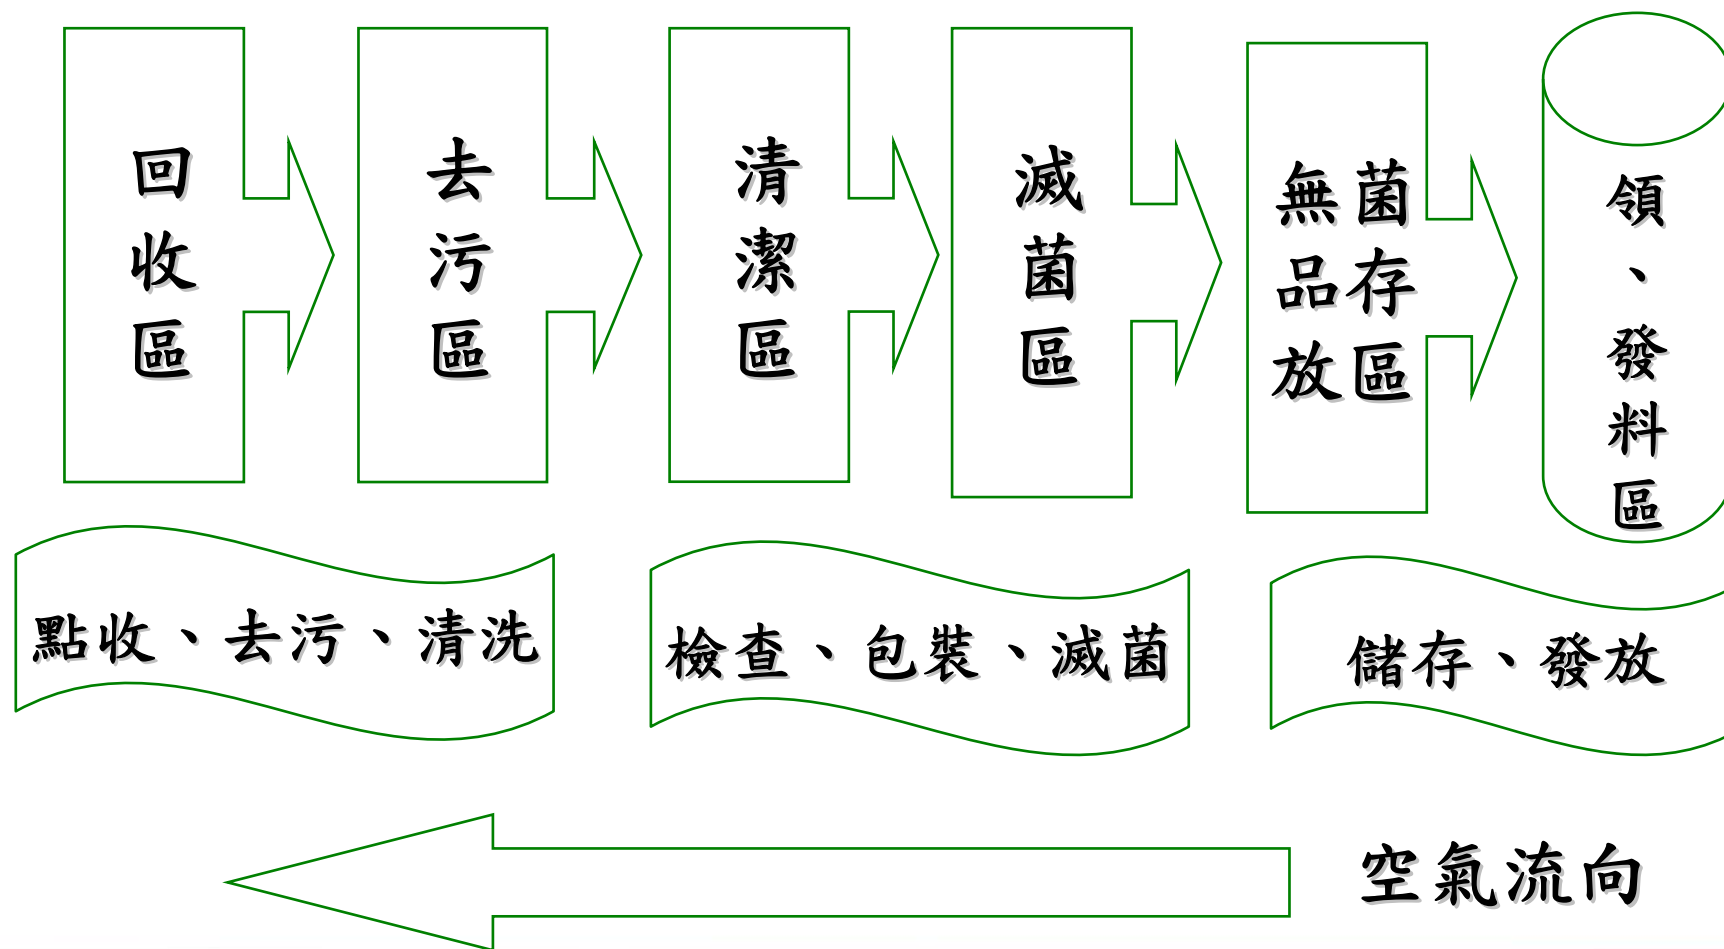 回收區
去污區
清潔區
滅菌區
無菌
品存
放區
領、發料區
點收、去污、清洗
檢查、包裝、滅菌
儲存、發放
空氣流向